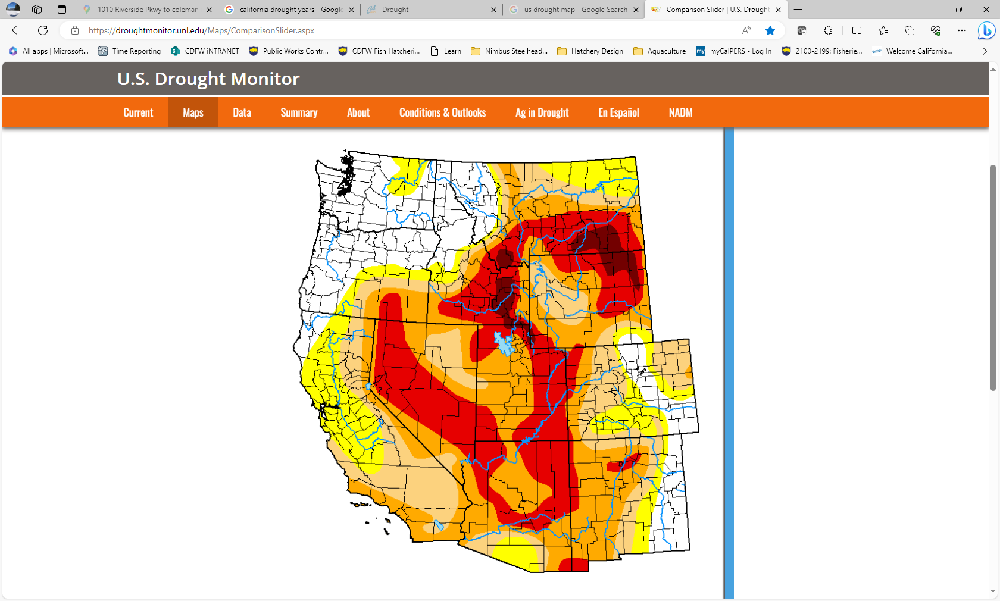 1010 Riverside Pkwy to coleman
california drought years - Google
Drought
us drought map - Google Search
Comparison Slider | U.S. Drought
https://droughtmonitor.unl.edu/Maps/ComparisonSlider.aspx
All apps | Microsoft...
Time Reporting
CDFW iNTRANET
Public Works Contr...
CDFW Fish Hatcheri...
Learn
Nimbus Steelhead...
Hatchery Design
Aquaculture
my
myCalPERS - Log In
2100-2199: Fisherie...
Welcome California...
U.S. Drought Monitor
Current
Maps
Data
Summary
About
Conditions & Outlooks
Ag in Drought
En Español
NADM